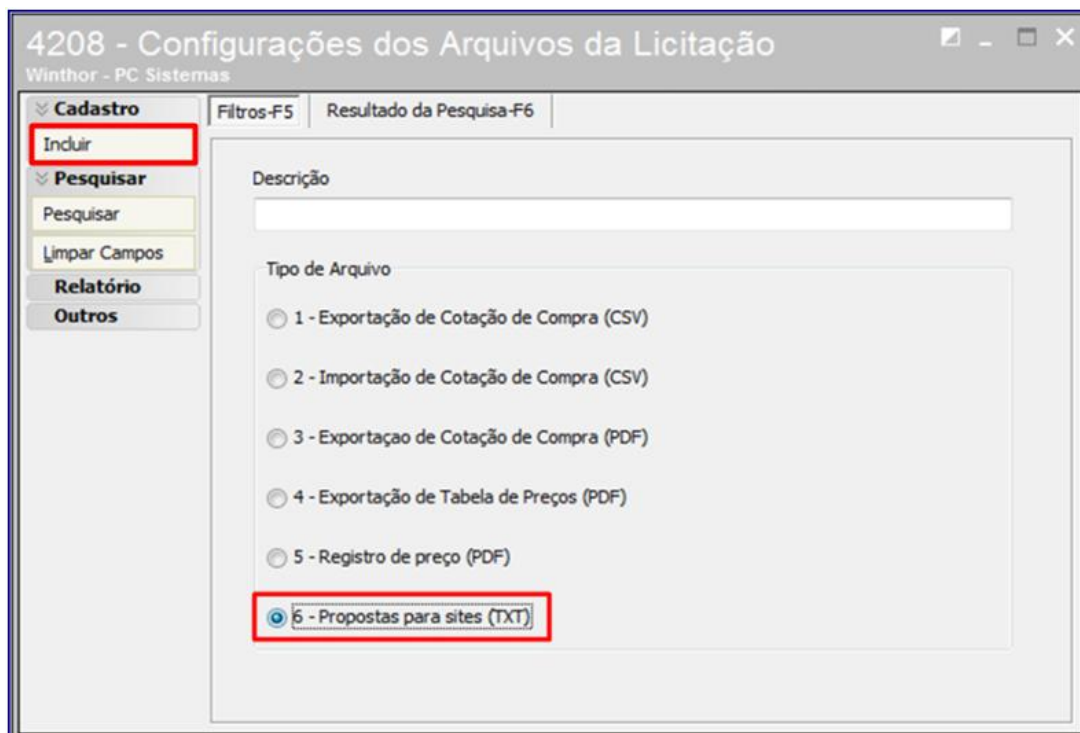 4208 - Configurações dos Arquivos da Licitação
Winthor - PC Sistemas
Cadastro
Incluir
Pesquisar
Pesquisar
Limpar Campos
Relatório
Outros
Filtros-F5
Resultado da Pesquisa-F6
Descrição
Tipo de Arquivo
1 - Exportação de Cotação de Compra (CSV)
2 - Importação de Cotação de Compra (CSV)
3 - Exportaçao de Cotação de Compra (PDF)
4 - Exportação de Tabela de Preços (PDF)
5 - Registro de preço (PDF)
6 - Propostas para sites (TXT)